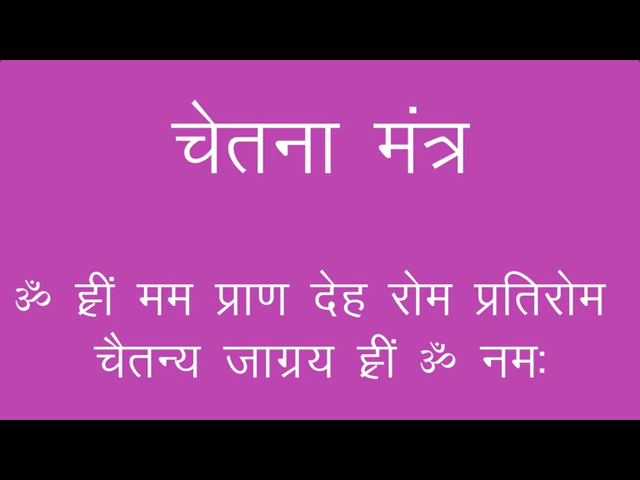 चेतना मंत्र
ॐ ह्रीं मम प्राण देह रोम प्रतिरोम
चैतन्य जाग्रय ह्रीं ॐ नमः